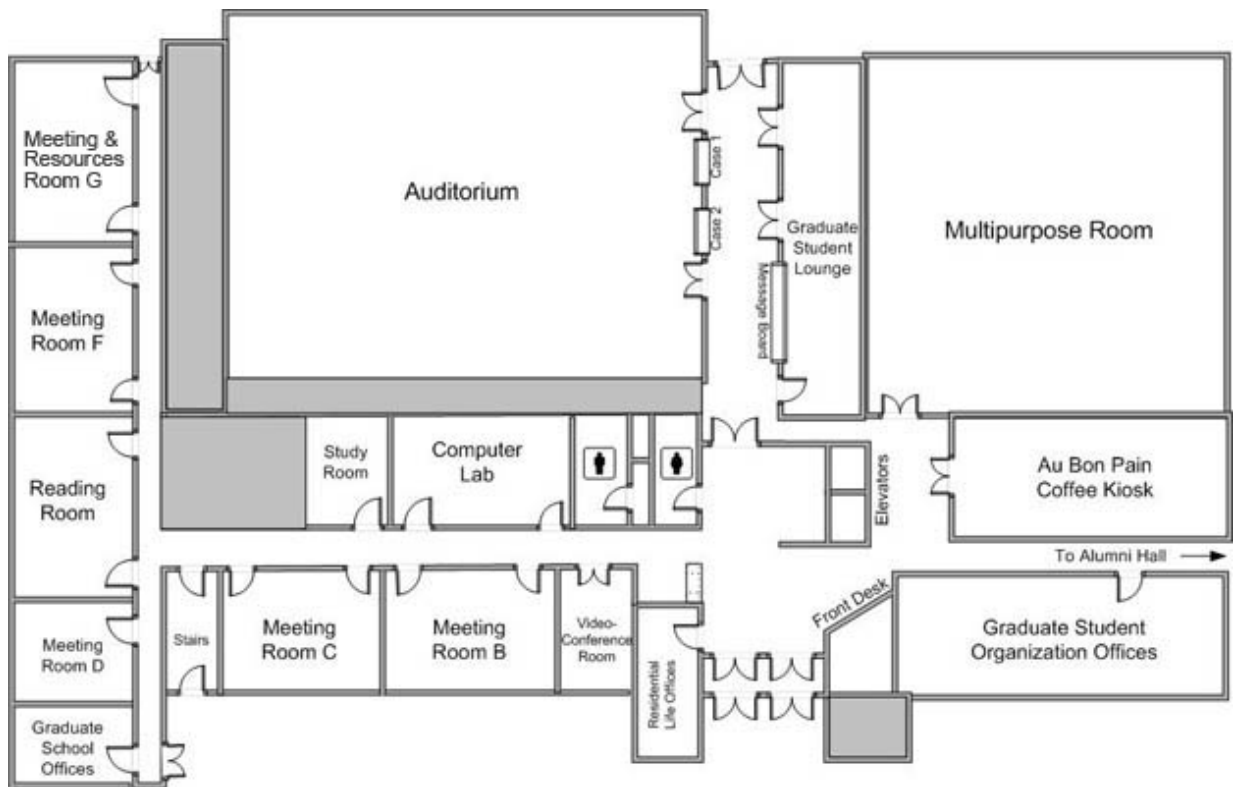 Meeting &
Resources
Room G
Auditorium
Case 1
Case 2
Graduate
Student
Lounge
Message Board
Multipurpose Room
Meeting
Room F
Reading
Room
Study
Room
Computer
Lab
Elevators
Au Bon Pain
Coffee Kiosk
To Alumni Hall
Meeting
Room D
Stairs
Meeting
Room C
Meeting
Room B
Video-
Conference
Room
Residential
Life Offices
Front Desk
Graduate Student
Organization Offices
Graduate
School
Offices